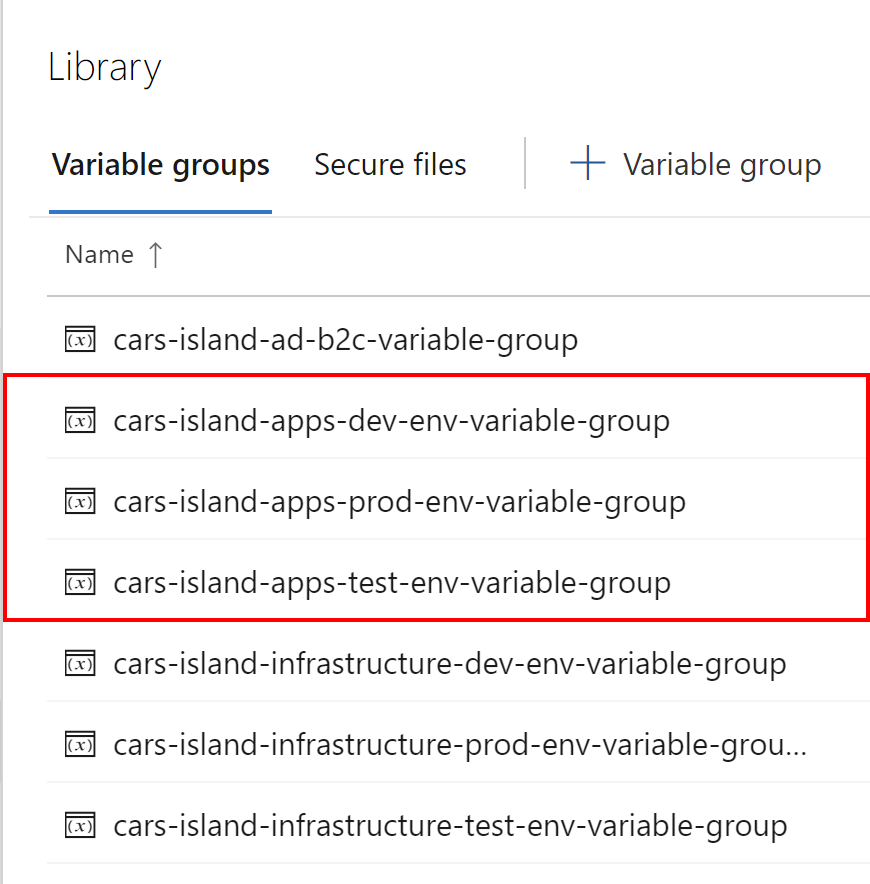 Library
Variable groups Secure files + Variable group
Name ↑
(x) cars-island-ad-b2c-variable-group
(x) cars-island-apps-dev-env-variable-group
(x) cars-island-apps-prod-env-variable-group
(x) cars-island-apps-test-env-variable-group
(x) cars-island-infrastructure-dev-env-variable-group
(x) cars-island-infrastructure-prod-env-variable-grou...
(x) cars-island-infrastructure-test-env-variable-group